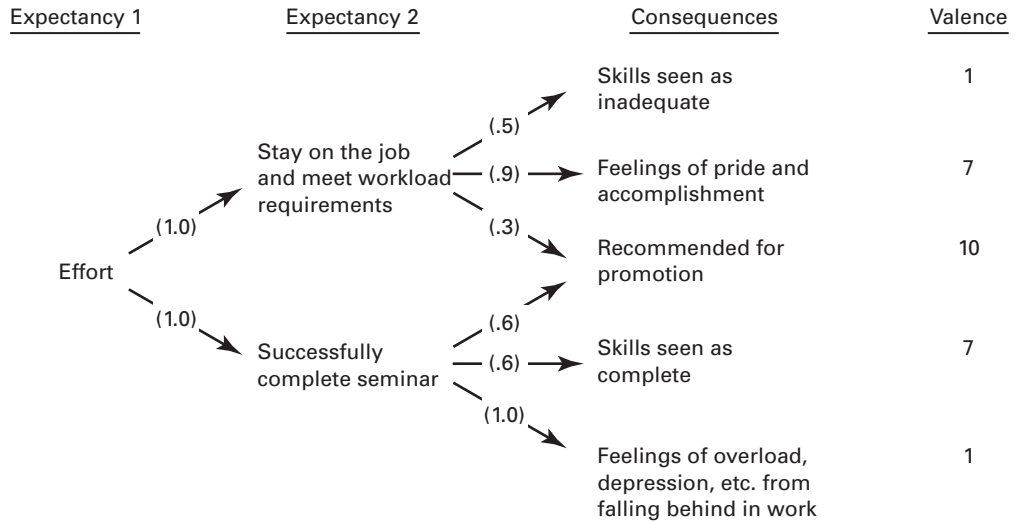 Expectancy 1 Expectancy 2 Consequences Valence
Skills seen as 1
inadequate
(.5)
Stay on the job
and meet workload (.9) Feelings of pride and 7
requirements accomplishment
(1.0) (.3)
Recommended for 10
promotion
Effort
(1.0)
(.6)
Successfully Skills seen as 7
complete seminar (.6) complete
(1.0)
Feelings of overload, 1
depression, etc. from
falling behind in work